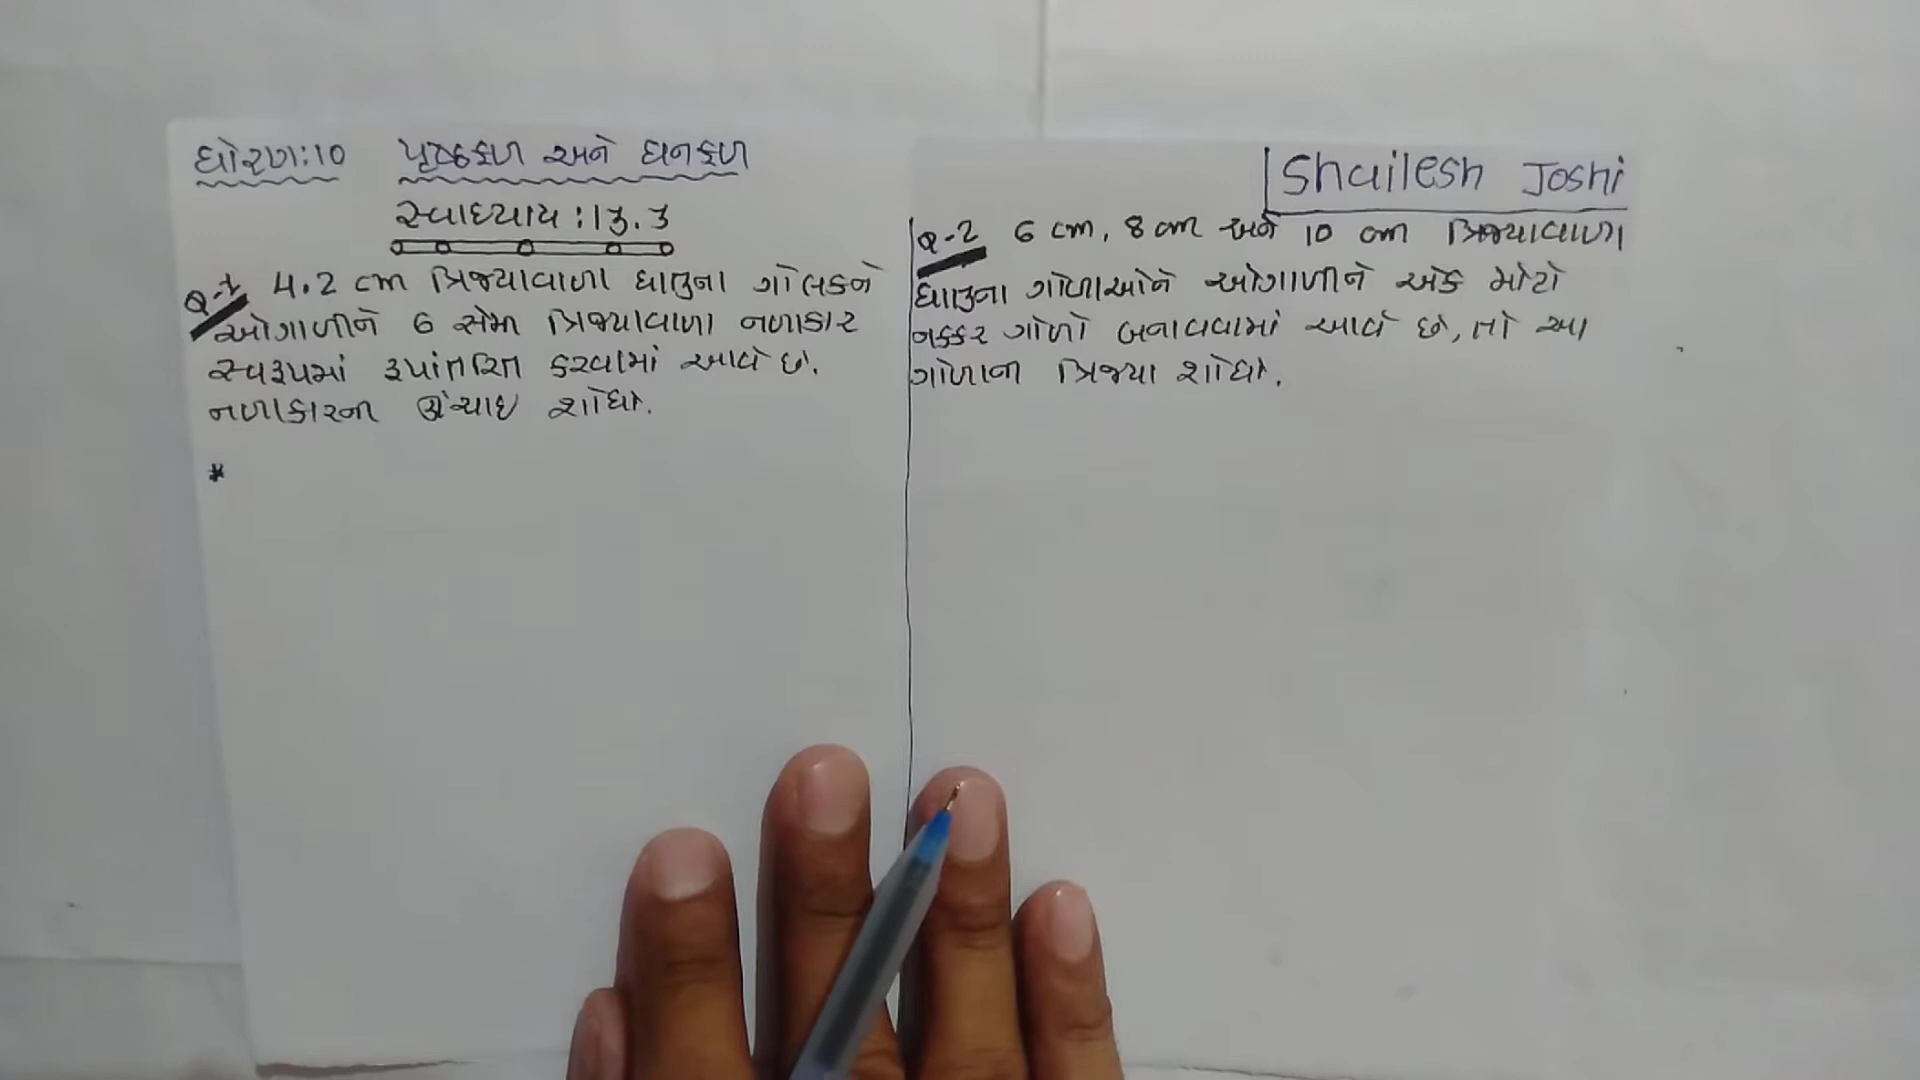 ધોરણ:10 પૃષ્ઠફળ અને ઘનફળ
સ્વાધ્યાય:13.3
Q-1 4.2 cm ત્રિજ્યાવાળા ધાતુના ગોલકને
ઓગાળીને 6 સેમી ત્રિજ્યાવાળા નળાકાર
સ્વરૂપમાં રૂપાંતરિત કરવામાં આવે છે.
નળાકારની ઊંચાઇ શોધો.
*
Shailesh Joshi
Q-2 6 cm, 8 cm અને 10 cm ત્રિજ્યાવાળા
ધાતુના ગોળાઓને ઓગાળીને એક મોટો
નક્કર ગોળો બનાવવામાં આવે છે, તો આ
ગોળાની ત્રિજ્યા શોધો.